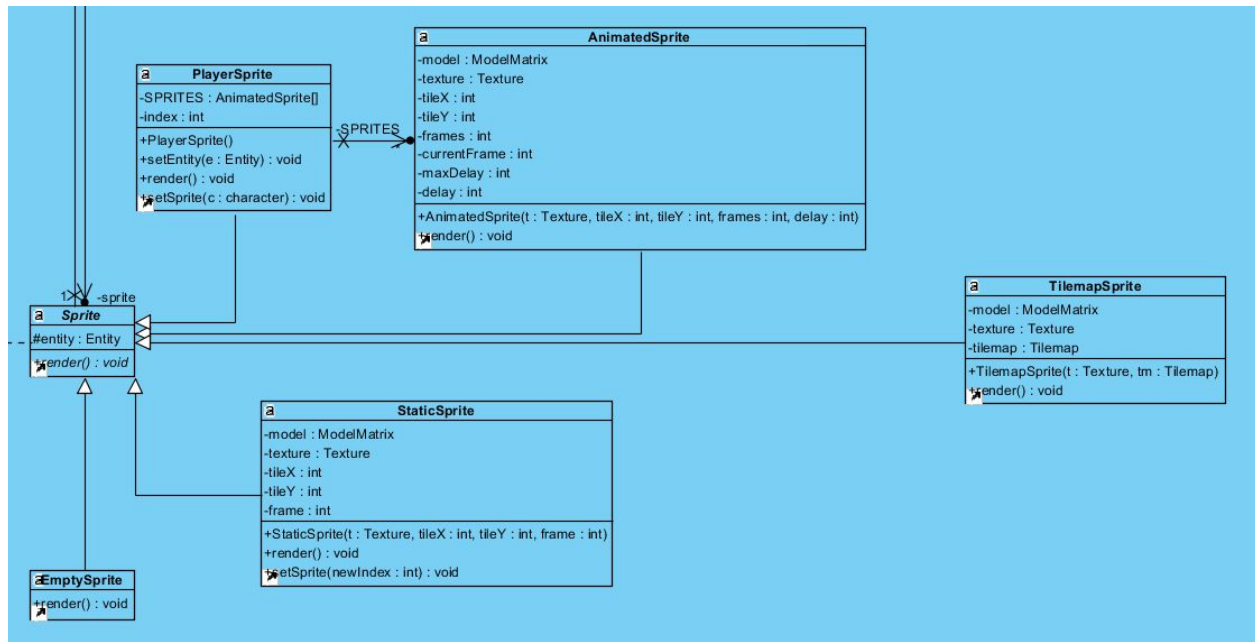 a PlayerSprite
-SPRITES : AnimatedSprite[]
-index : int
+PlayerSprite()
+setEntity(e : Entity) : void
+render() : void
+setSprite(c : character) : void
-SPRITES
*
a AnimatedSprite
-model : ModelMatrix
-texture : Texture
-tileX : int
-tileY : int
-frames : int
-currentFrame : int
-maxDelay : int
-delay : int
+AnimatedSprite(t : Texture, tileX : int, tileY : int, frames : int, delay : int)
+render() : void
1
-sprite
a Sprite
#entity : Entity
+render() : void
a TilemapSprite
-model : ModelMatrix
-texture : Texture
-tilemap : Tilemap
+TilemapSprite(t : Texture, tm : Tilemap)
+render() : void
a StaticSprite
-model : ModelMatrix
-texture : Texture
-tileX : int
-tileY : int
-frame : int
+StaticSprite(t : Texture, tileX : int, tileY : int, frame : int)
+render() : void
+setSprite(newIndex : int) : void
a EmptySprite
+render() : void